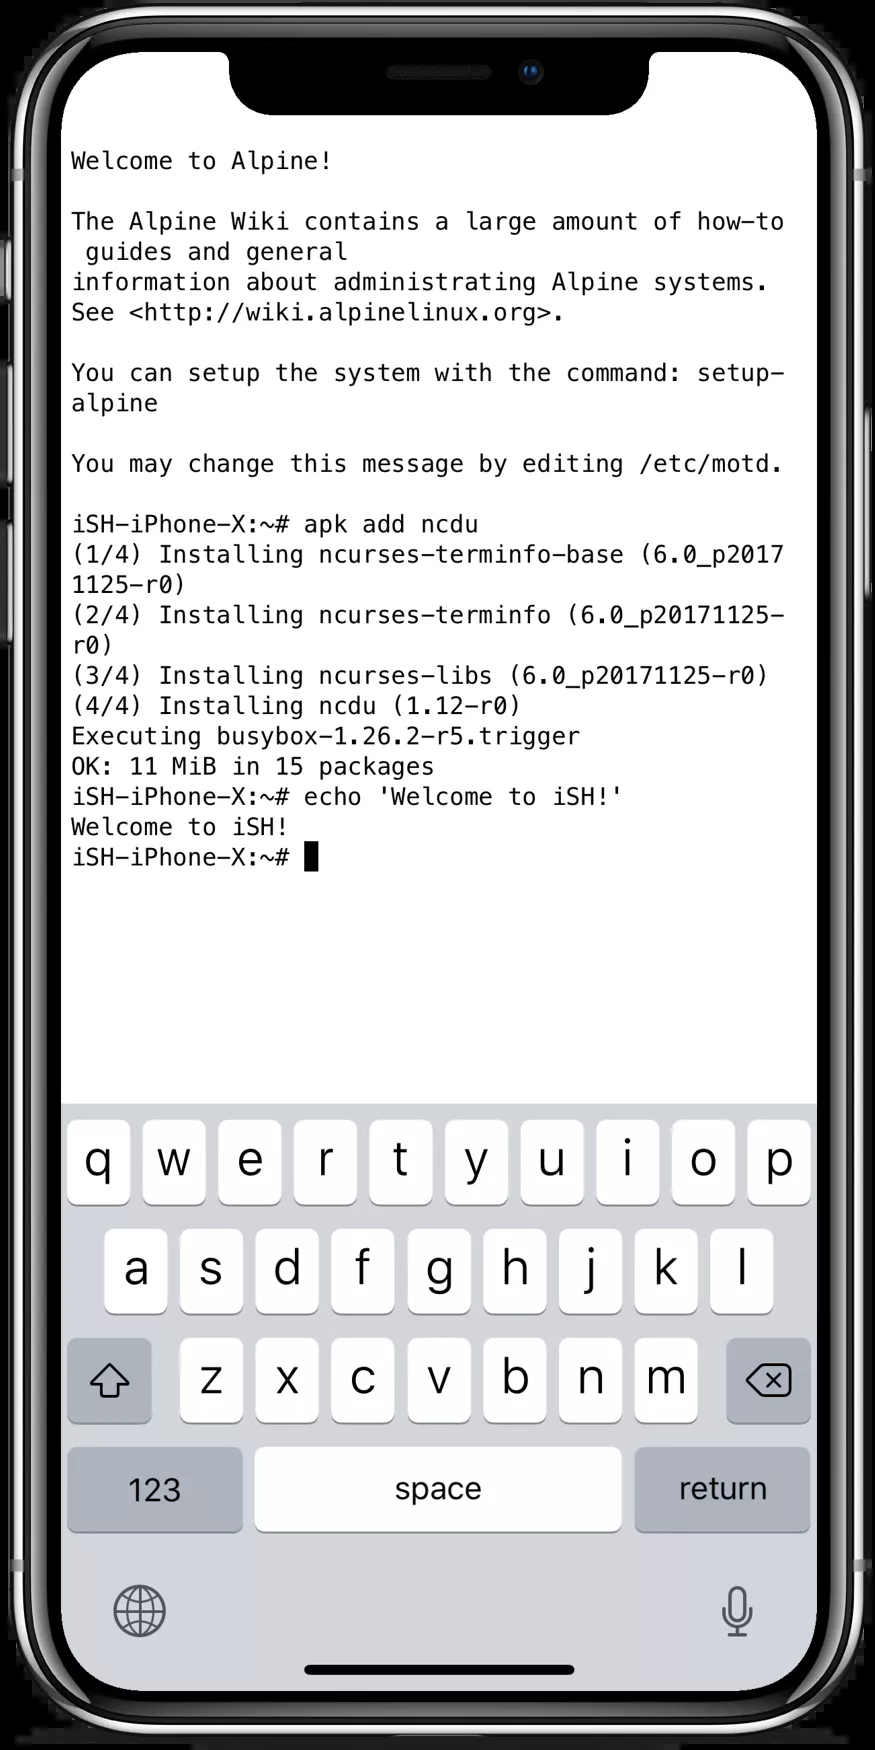 Welcome to Alpine!
The Alpine Wiki contains a large amount of how-to
guides and general
information about administrating Alpine systems.
See <http://wiki.alpinelinux.org>.
You can setup the system with the command: setup-
alpine
You may change this message by editing /etc/motd.
iSH-iPhone-X:~# apk add ncdu
(1/4) Installing ncurses-terminfo-base (6.0_p2017
1125-r0)
(2/4) Installing ncurses-terminfo (6.0_p20171125-
r0)
(3/4) Installing ncurses-libs (6.0_p20171125-r0)
(4/4) Installing ncdu (1.12-r0)
Executing busybox-1.26.2-r5.trigger
OK: 11 MiB in 15 packages
iSH-iPhone-X:~# echo 'Welcome to iSH!'
Welcome to iSH!
iSH-iPhone-X:~#
q w e r t y u i o p
a s d f g h j k l
z x c v b n m
123 space return